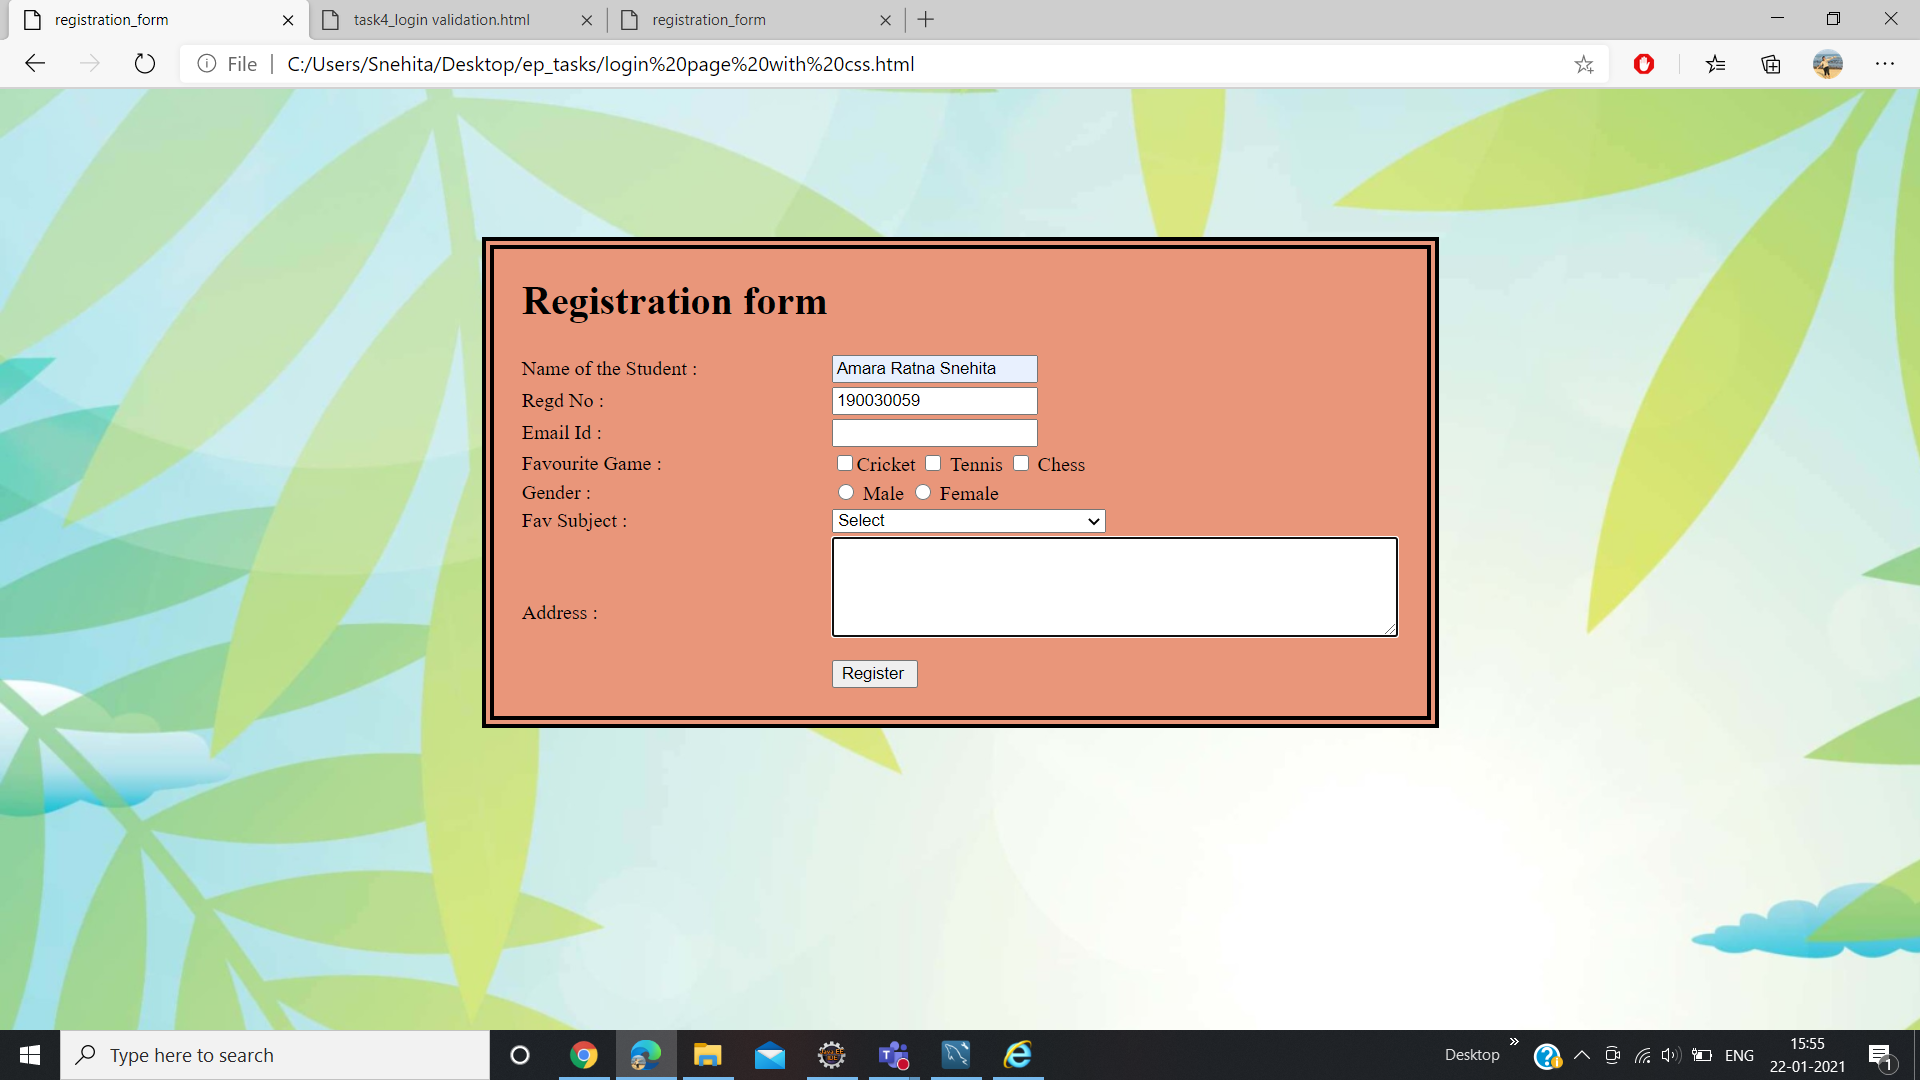 registration_form
task4_login validation.html
registration_form
File
C:/Users/Snehita/Desktop/ep_tasks/login%20page%20with%20css.html
Registration form
Name of the Student :
Amara Ratna Snehita
Regd No :
190030059
Email Id :
Favourite Game :
Cricket Tennis Chess
Gender :
Male Female
Fav Subject :
Select
Address :
Register
Type here to search
Desktop
ENG
15:55
22-01-2021
1